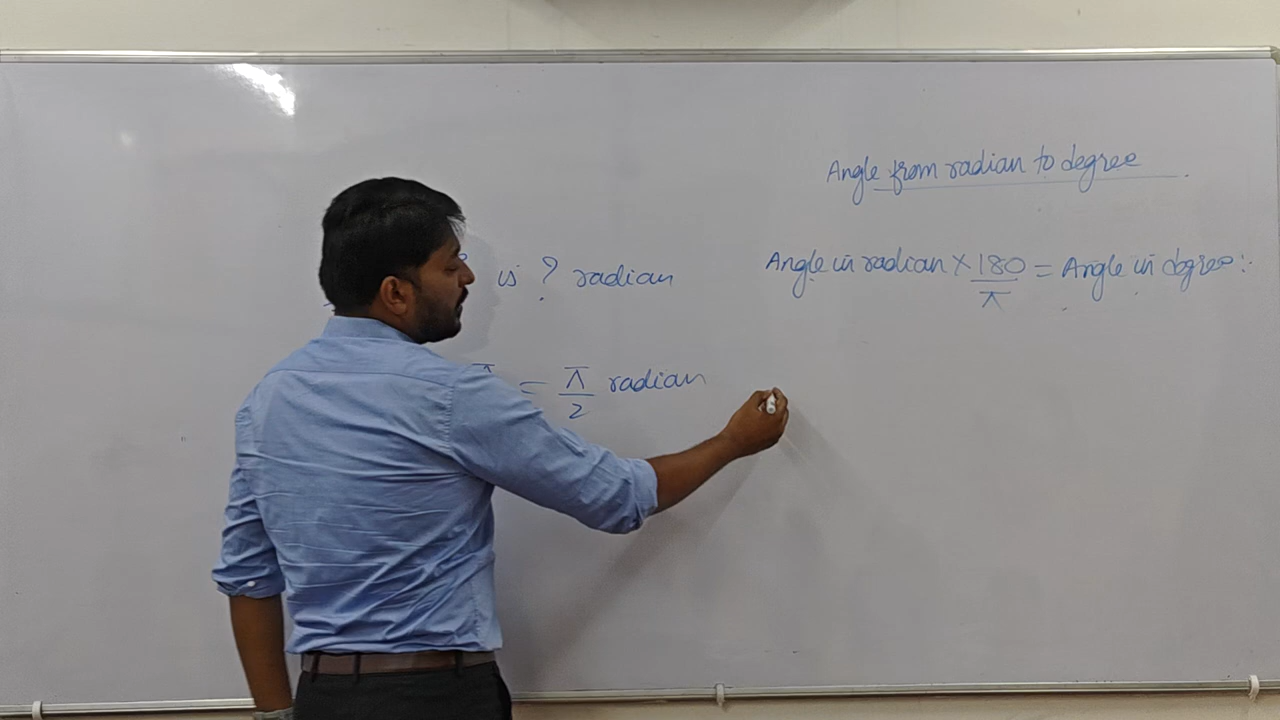 Angle from radian to degree
is ? radian
Angle in radian × 180/π = Angle in degree
= π/2 radian